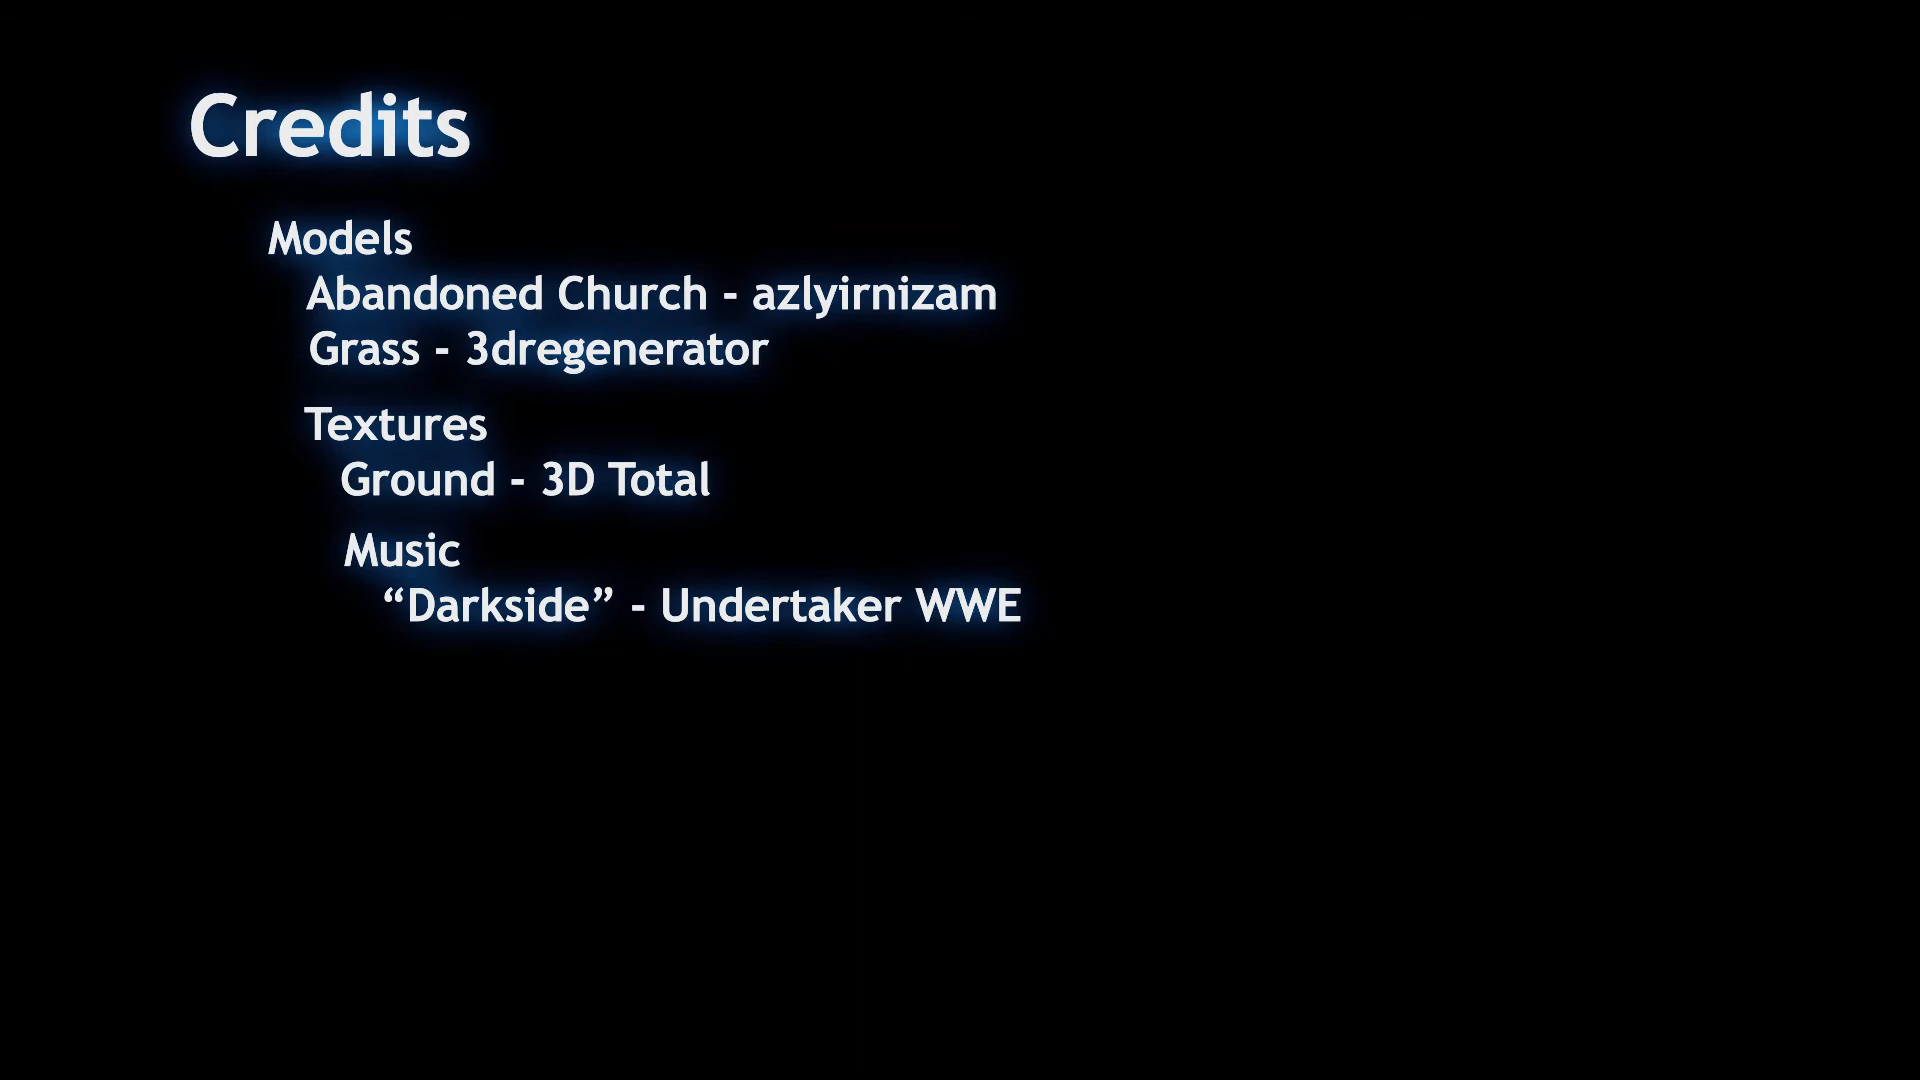 Credits
Models
Abandoned Church - azlyirnizam
Grass - 3dregenerator
Textures
Ground - 3D Total
Music
“Darkside” - Undertaker WWE